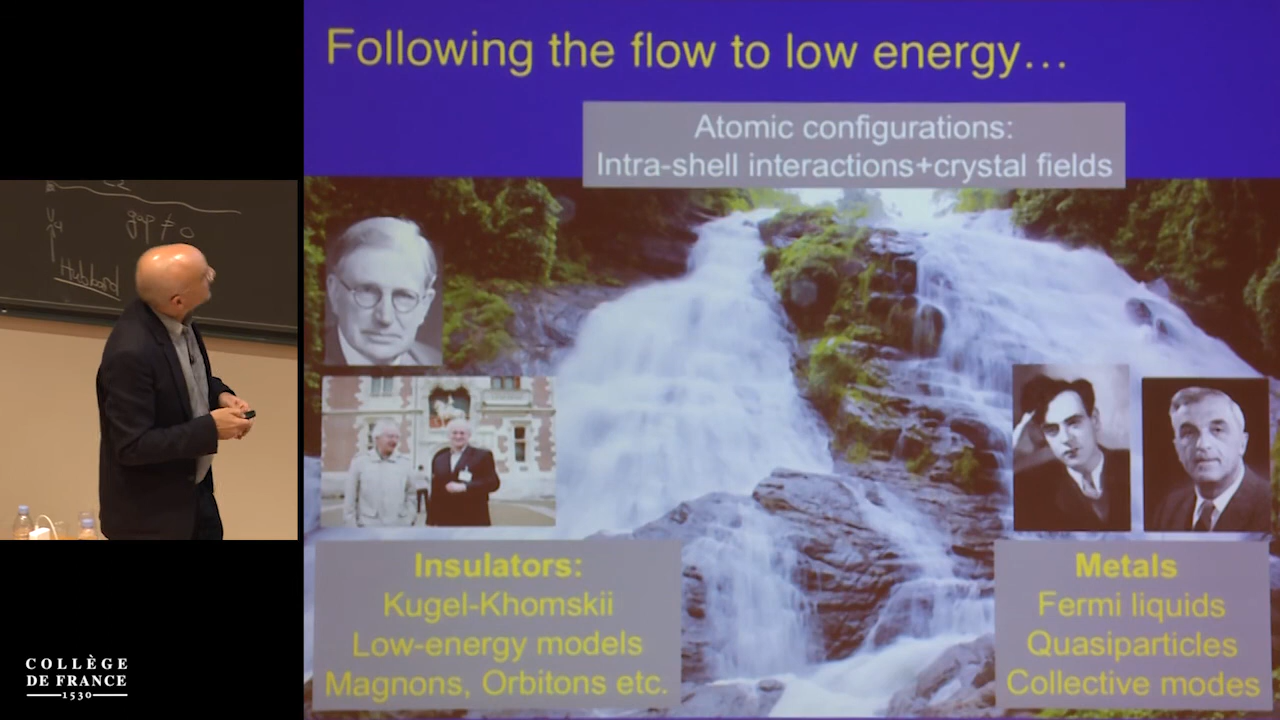 Following the flow to low energy…
Atomic configurations:
Intra-shell interactions+crystal fields
gap ≠ 0
Hubbard
Insulators:
Kugel-Khomskii
Low-energy models
Magnons, Orbitons etc.
Metals
Fermi liquids
Quasiparticles
Collective modes
COLLÈGE
DE FRANCE
1530